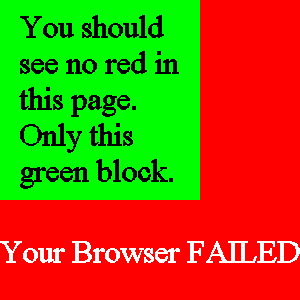 You should
see no red in
this page.
Only this
green block.
Your Browser FAILED